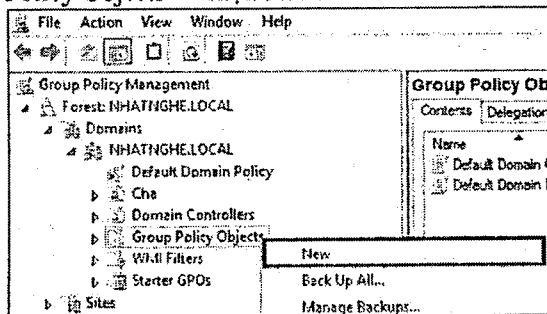 File Action View Window Help
Group Policy Management
Forest: NHATNGHE.LOCAL
Domains
NHATNGHE.LOCAL
Default Domain Policy
Cha
Domain Controllers
Group Policy Objects
WMI Filters
Starter GPOs
Sites
New
Back Up All...
Manage Backups...
Group Policy Ob
Contents Delegation
Name
Default Domain
Default Domain